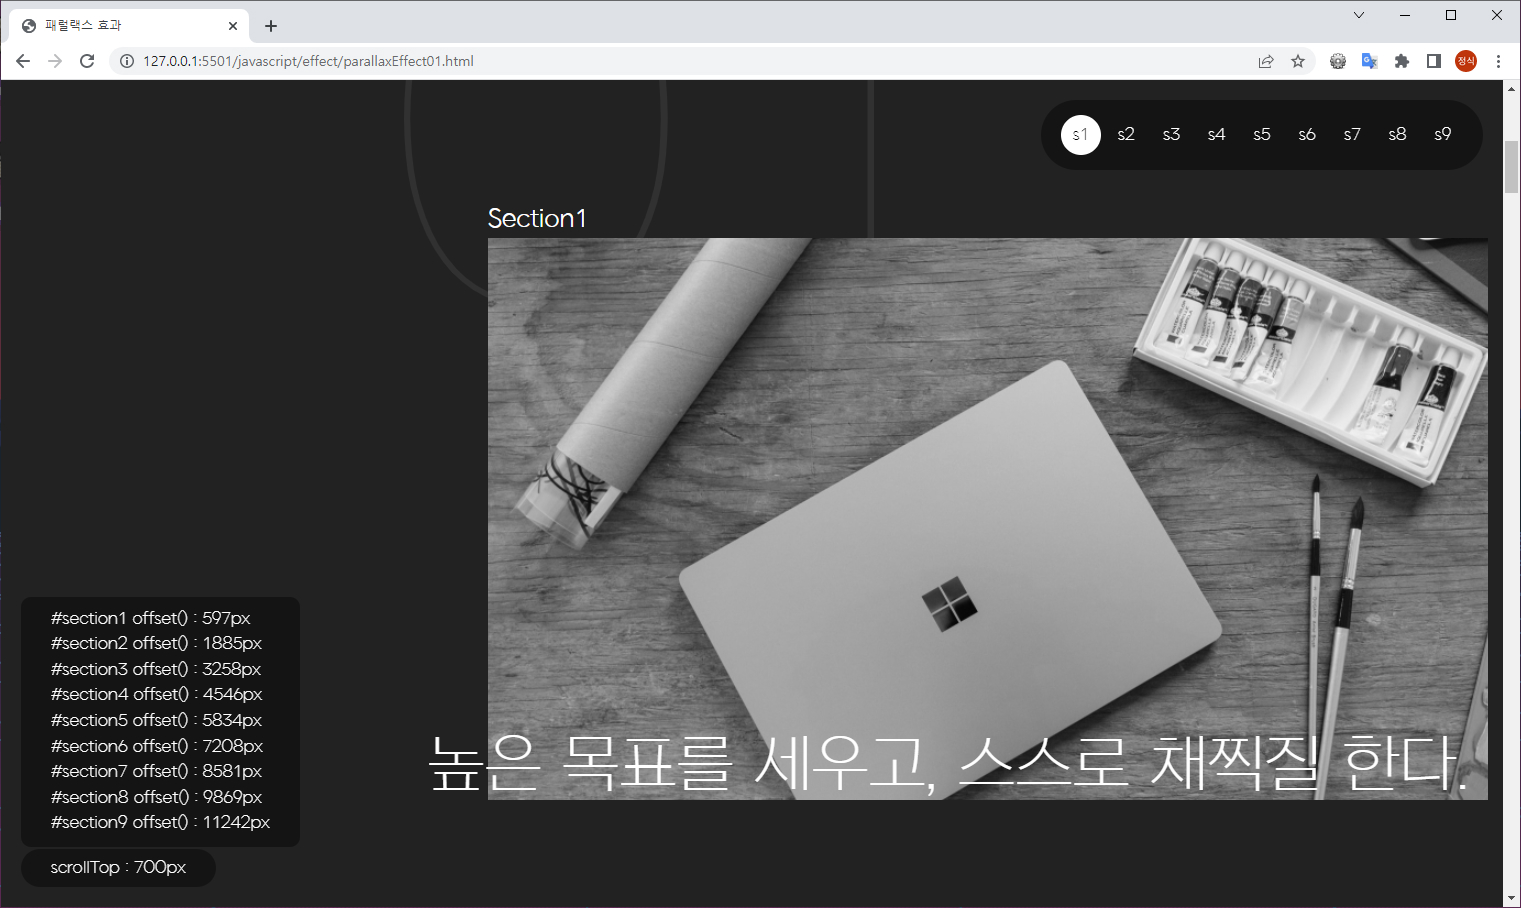 패럴랙스 효과
127.0.0.1:5501/javascript/effect/parallaxEffect01.html
정식
s1 s2 s3 s4 s5 s6 s7 s8 s9
01
Section1
높은 목표를 세우고, 스스로 채찍질 한다.
#section1 offset() : 597px
#section2 offset() : 1885px
#section3 offset() : 3258px
#section4 offset() : 4546px
#section5 offset() : 5834px
#section6 offset() : 7208px
#section7 offset() : 8581px
#section8 offset() : 9869px
#section9 offset() : 11242px
scrollTop : 700px